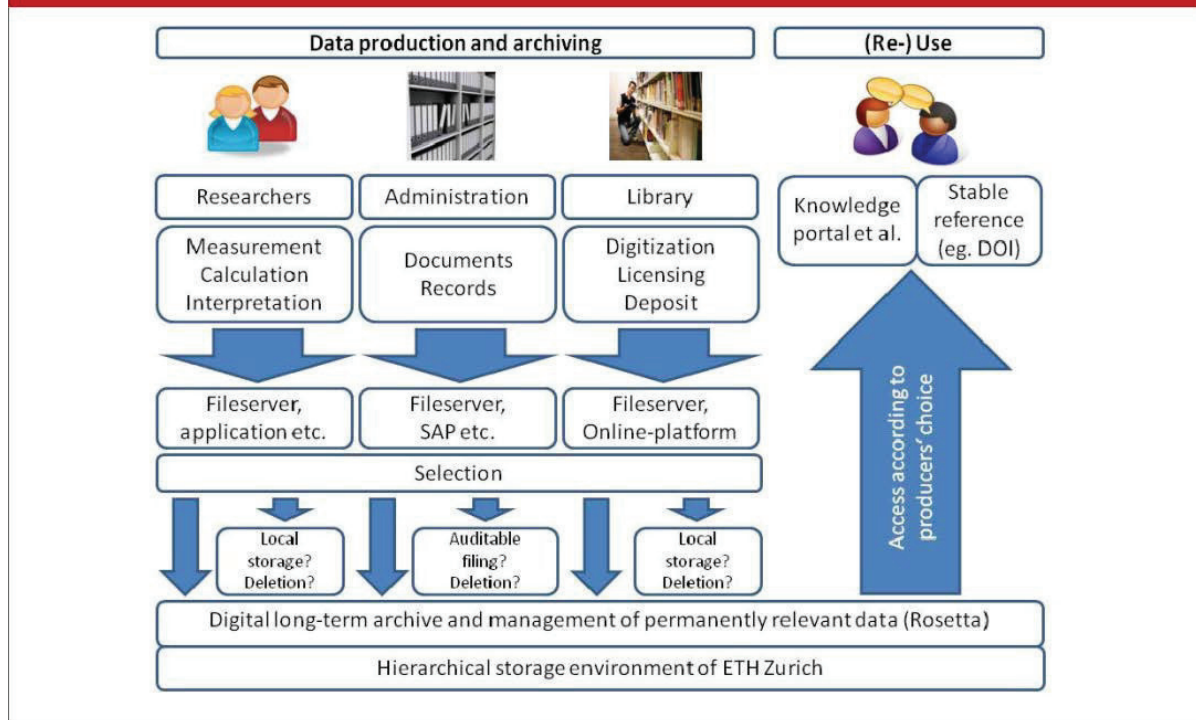 Data production and archiving
(Re-) Use
Researchers
Administration
Library
Knowledge
portal et al.
Stable
reference
(eg. DOI)
Measurement
Calculation
Interpretation
Documents
Records
Digitization
Licensing
Deposit
Fileserver,
application etc.
Fileserver,
SAP etc.
Fileserver,
Online-platform
Selection
Local
storage?
Deletion?
Auditable
filing?
Deletion?
Local
storage?
Deletion?
Access according to
producers' choice
Digital long-term archive and management of permanently relevant data (Rosetta)
Hierarchical storage environment of ETH Zurich